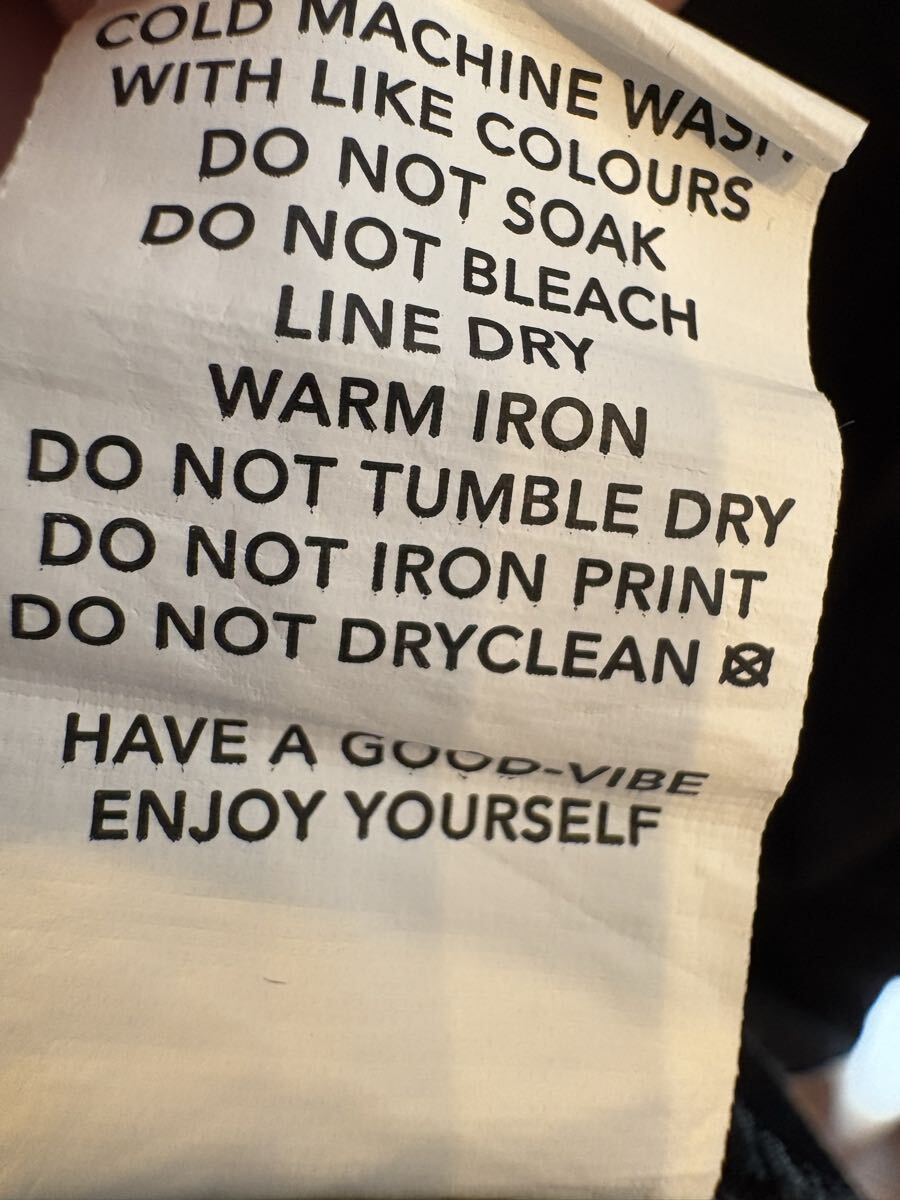 COLD MACHINE WASH
WITH LIKE COLOURS
DO NOT SOAK
DO NOT BLEACH
LINE DRY
WARM IRON
DO NOT TUMBLE DRY
DO NOT IRON PRINT
DO NOT DRYCLEAN
HAVE A GOOD-VIBE
ENJOY YOURSELF